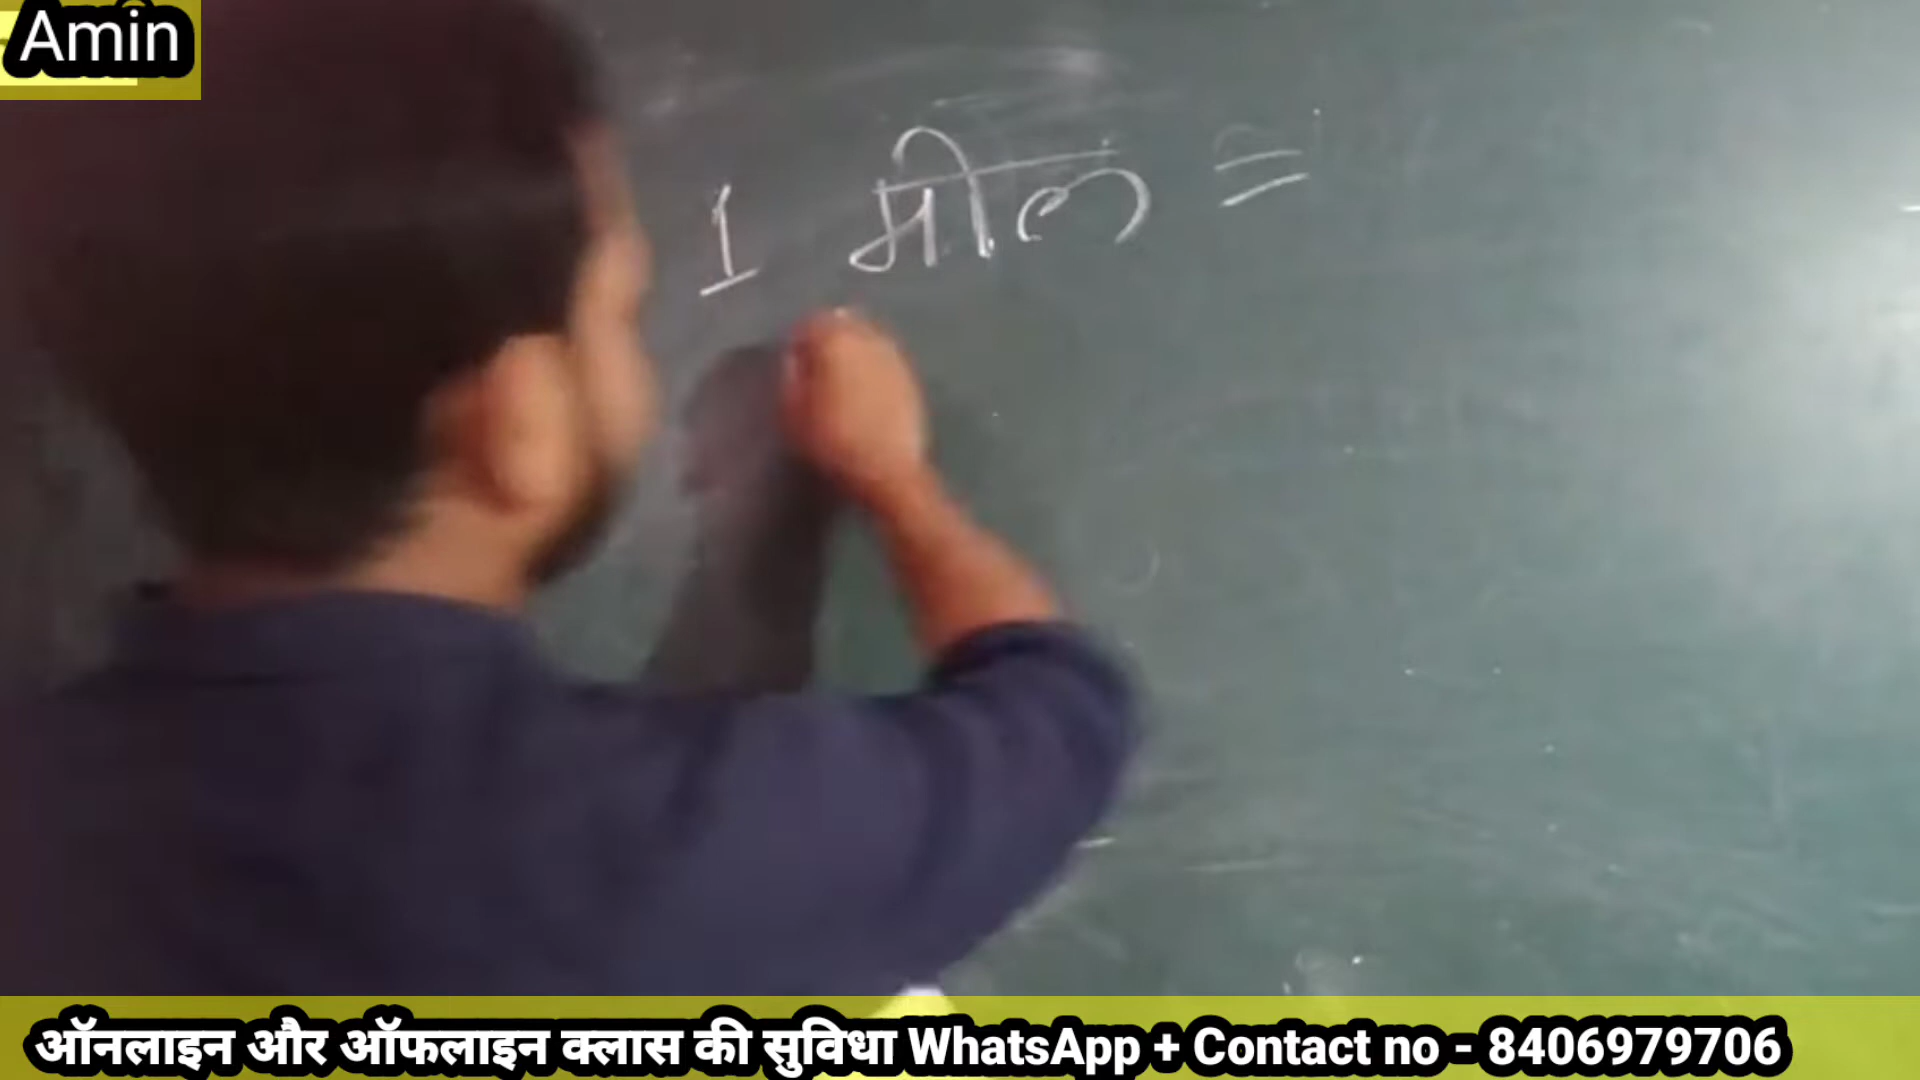 Amin
1 मील =
ऑनलाइन और ऑफलाइन क्लास की सुविधा WhatsApp + Contact no - 8406979706